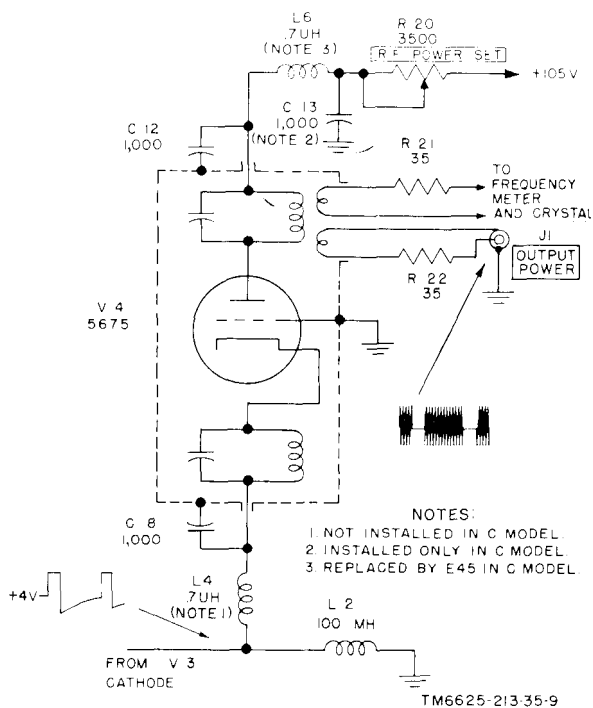 L6
.7UH
(NOTE 3)
R 20
3500
R.F. POWER SET
+105V
C 13
1,000
(NOTE 2)
C 12
1,000
R 21
35
TO
FREQUENCY
METER
AND CRYSTAL
J1
OUTPUT
POWER
R 22
35
V 4
5675
C 8
1,000
NOTES:
1. NOT INSTALLED IN C MODEL.
2. INSTALLED ONLY IN C MODEL.
3. REPLACED BY E45 IN C MODEL.
+4V
L4
.7UH
(NOTE 1)
L 2
100 MH
FROM V 3
CATHODE
TM6625-213-35-9